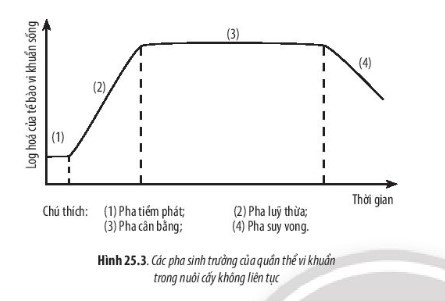 Log hoá của tế bào vi khuẩn sống
(1)
(2)
(3)
(4)
Thời gian
Chú thích: (1) Pha tiềm phát; (2) Pha luỹ thừa;
(3) Pha cân bằng; (4) Pha suy vong.
Hình 25.3. Các pha sinh trưởng của quần thể vi khuẩn
trong nuôi cấy không liên tục